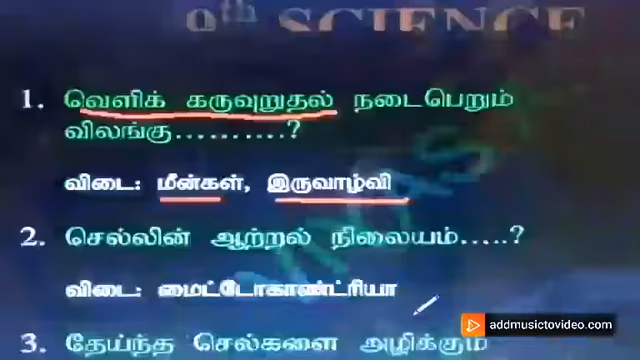 9th SCIENCE
1. வெளிக் கருவுறுதல் நடைபெறும்
விலங்கு...........?
விடை: மீன்கள், இருவாழ்வி
2. செல்லின் ஆற்றல் நிலையம்.....?
விடை: மைட்டோகாண்ட்ரியா
3. தேய்ந்த செல்களை அழிக்கும்
addmusictovideo.com